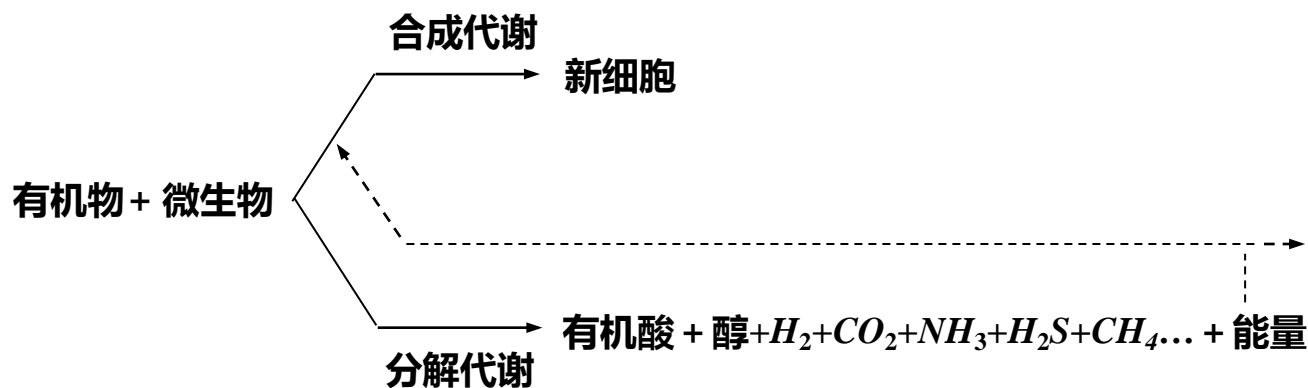 合成代谢
新细胞
有机物 + 微生物
有机酸 + 醇+H₂+CO₂+NH₃+H₂S+CH₄… + 能量
分解代谢